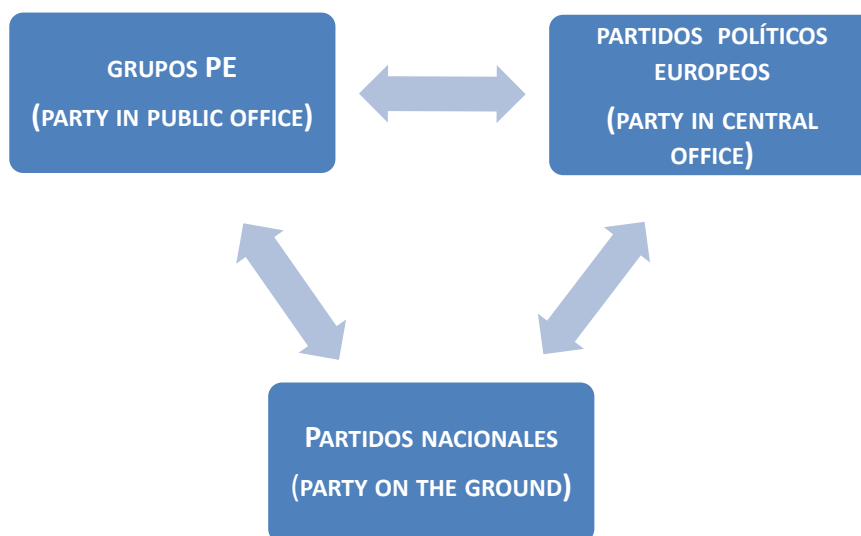 GRUPOS PE
(PARTY IN PUBLIC OFFICE)
PARTIDOS POLÍTICOS
EUROPEOS
(PARTY IN CENTRAL
OFFICE)
PARTIDOS NACIONALES
(PARTY ON THE GROUND)